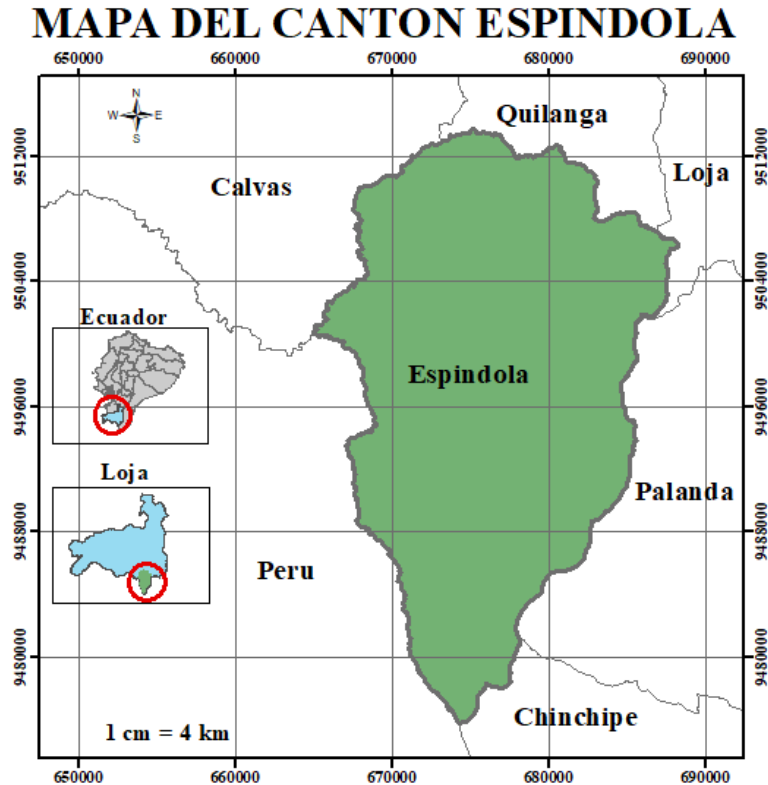 MAPA DEL CANTON ESPINDOLA
650000 660000 670000 680000 690000
N
W E
S
Quilanga
9512000 9512000
Calvas
Loja
9504000 9504000
Ecuador
Espindola
9496000 9496000
Loja
Palanda
9488000 9488000
Peru
9480000 9480000
Chinchipe
1 cm = 4 km
650000 660000 670000 680000 690000